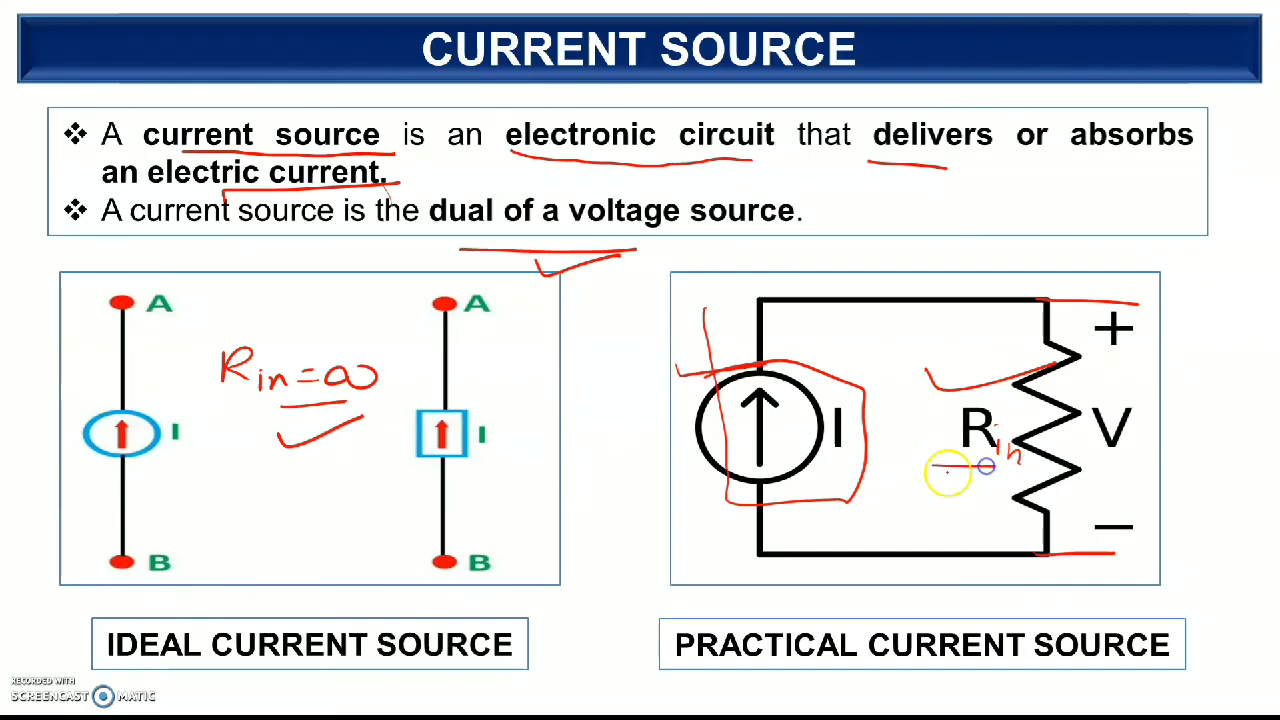 CURRENT SOURCE
❖ A current source is an electronic circuit that delivers or absorbs
an electric current.
❖ A current source is the dual of a voltage source.
A A
Rin = ∞
I I
B B
+
I R in V
−
IDEAL CURRENT SOURCE
PRACTICAL CURRENT SOURCE
RECORDED WITH
SCREENCAST MATIC